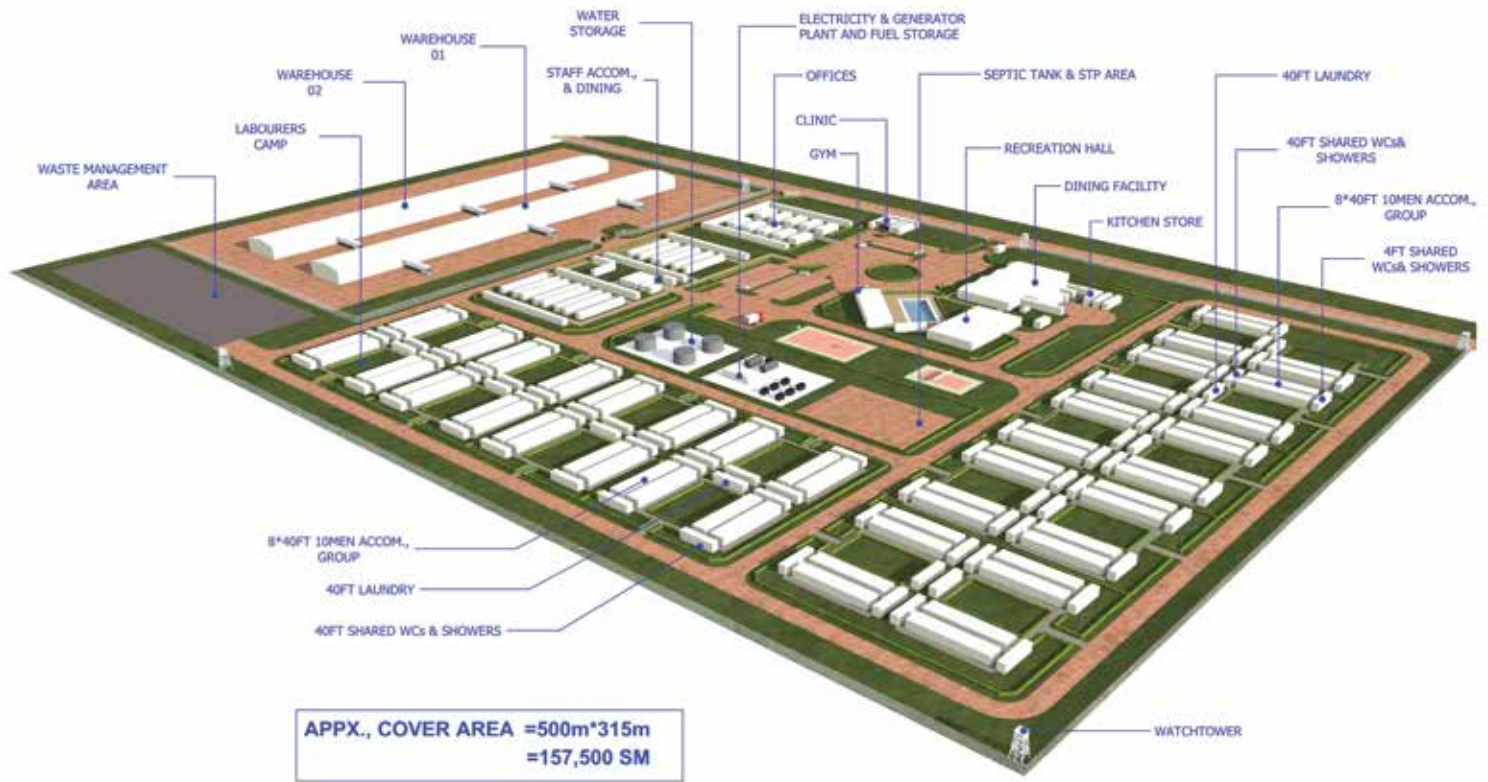 WATER
STORAGE
ELECTRICITY & GENERATOR
PLANT AND FUEL STORAGE
WAREHOUSE
01
WAREHOUSE
02
STAFF ACCOM.,
& DINING
OFFICES
SEPTIC TANK & STP AREA
40FT LAUNDRY
LABOURERS
CAMP
CLINIC
GYM
RECREATION HALL
40FT SHARED WCs&
SHOWERS
WASTE MANAGEMENT
AREA
DINING FACILITY
8*40FT 10MEN ACCOM.,
GROUP
KITCHEN STORE
4FT SHARED
WCs& SHOWERS
8*40FT 10MEN ACCOM.,
GROUP
40FT LAUNDRY
40FT SHARED WCs & SHOWERS
APPX., COVER AREA =500m*315m
=157,500 SM
WATCHTOWER